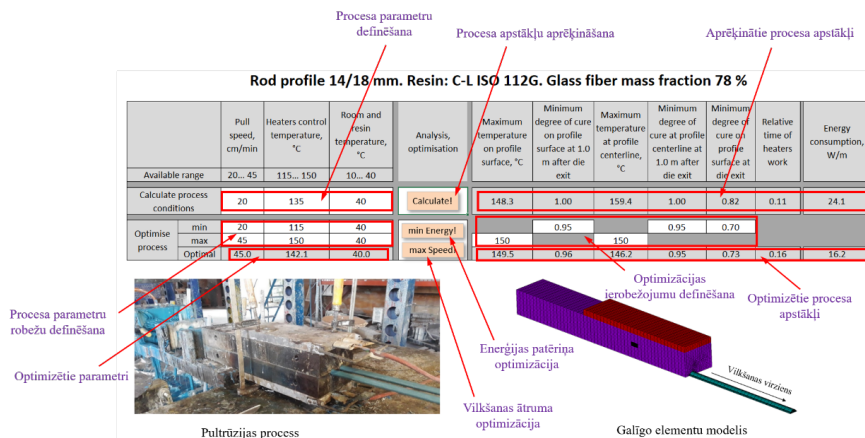 Procesa parametru
definēšana
Procesa apstākļu aprēķināšana
Aprēķinātie procesa apstākļi
Rod profile 14/18 mm. Resin: C-L ISO 112G. Glass fiber mass fraction 78 %
Pull speed, cm/min
Heaters control temperature, °C
Room and resin temperature, °C
Analysis, optimisation
Maximum temperature on profile surface, °C
Minimum degree of cure on profile surface at 1.0 m after die exit
Maximum temperature at profile centerline, °C
Minimum degree of cure at profile centerline at 1.0 m after die exit
Minimum degree of cure on profile surface at die exit
Relative time of heaters work
Energy consumption, W/m
Available range 20... 45 115... 150 10... 40
Calculate process conditions 20 135 40 Calculate! 148.3 1.00 159.4 1.00 0.82 0.11 24.1
Optimise process
min 20 115 40 min Energy! 0.95 0.95 0.70
max 45 150 40 max Speed! 150 150
Optimal 45.0 142.1 40.0 149.5 0.96 146.2 0.95 0.73 0.16 16.2
Procesa parametru
robežu definēšana
Optimizētie parametri
Enerģijas patēriņa
optimizācija
Vilkšanas ātruma
optimizācija
Optimizācijas
ierobežojumu definēšana
Optimizētie procesa
apstākļi
Vilkšanas virziens
Pultrūzijas process
Galīgo elementu modelis